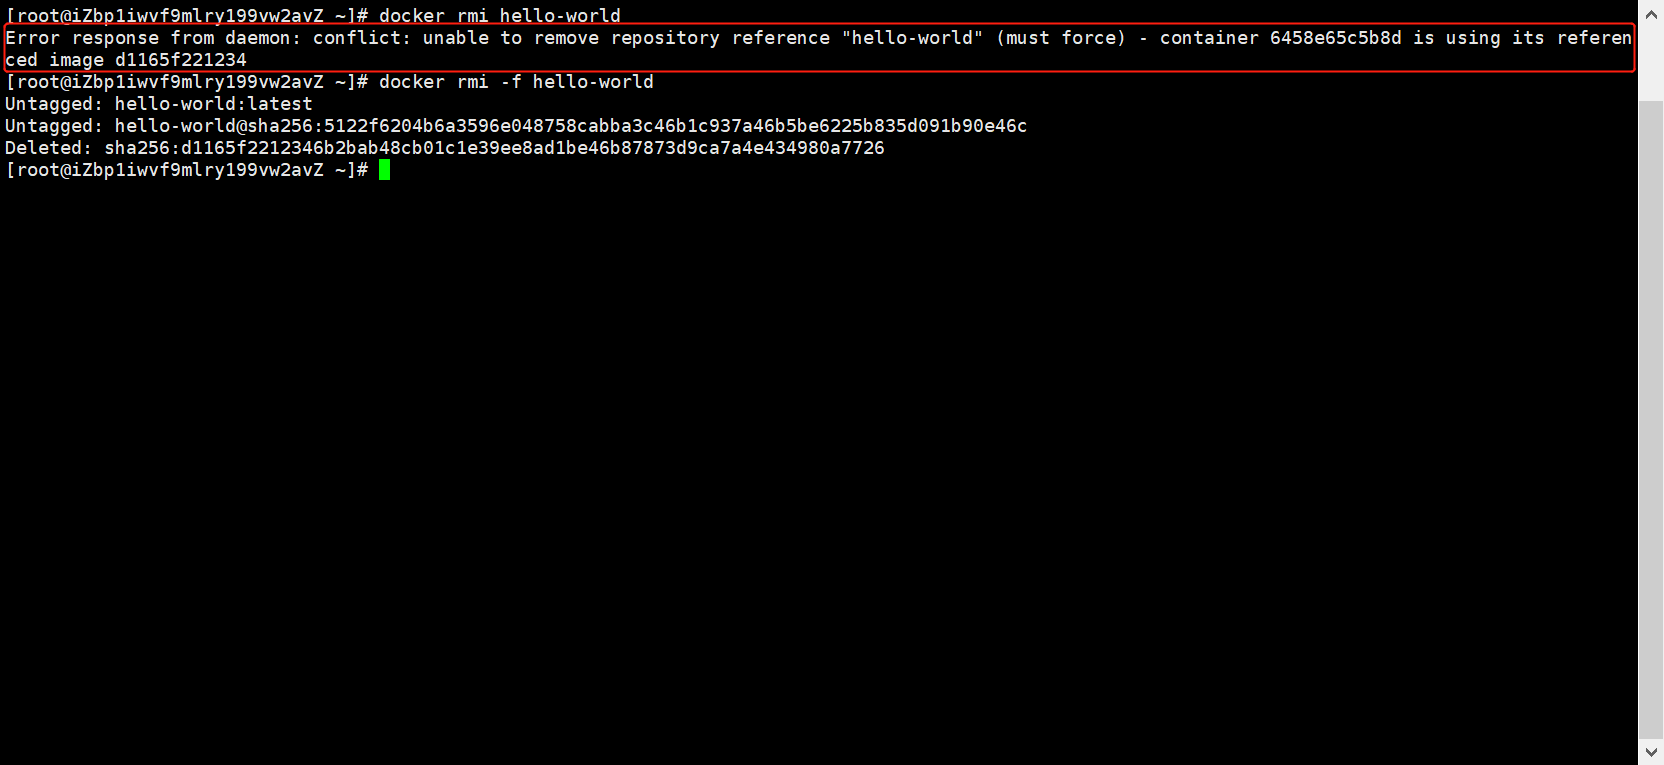 [root@iZbp1iwvf9mlry199vw2avZ ~]# docker rmi hello-world
Error response from daemon: conflict: unable to remove repository reference "hello-world" (must force) - container 6458e65c5b8d is using its referen
ced image d1165f221234
[root@iZbp1iwvf9mlry199vw2avZ ~]# docker rmi -f hello-world
Untagged: hello-world:latest
Untagged: hello-world@sha256:5122f6204b6a3596e048758cabba3c46b1c937a46b5be6225b835d091b90e46c
Deleted: sha256:d1165f2212346b2bab48cb01c1e39ee8ad1be46b87873d9ca7a4e434980a7726
[root@iZbp1iwvf9mlry199vw2avZ ~]#